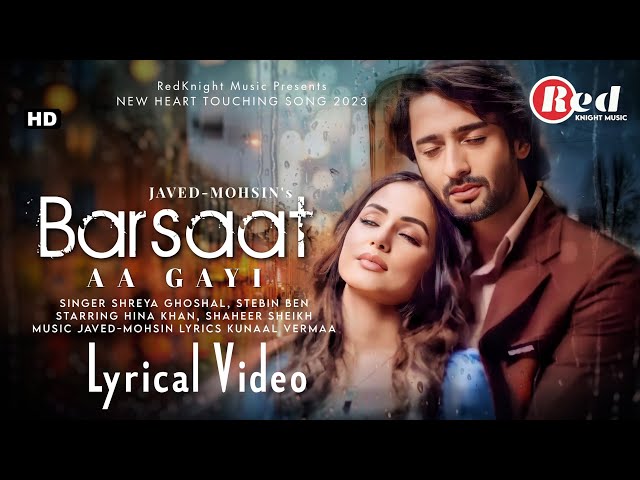 RedKnight Music Presents
NEW HEART TOUCHING SONG 2023
Red
KNIGHT MUSIC
HD
JAVED-MOHSIN's
Barsaat
AA GAYI
SINGER SHREYA GHOSHAL, STEBIN BEN
STARRING HINA KHAN, SHAHEER SHEIKH
MUSIC JAVED-MOHSIN LYRICS KUNAAL VERMAA
Lyrical Video